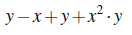 y − x + y + x² · y